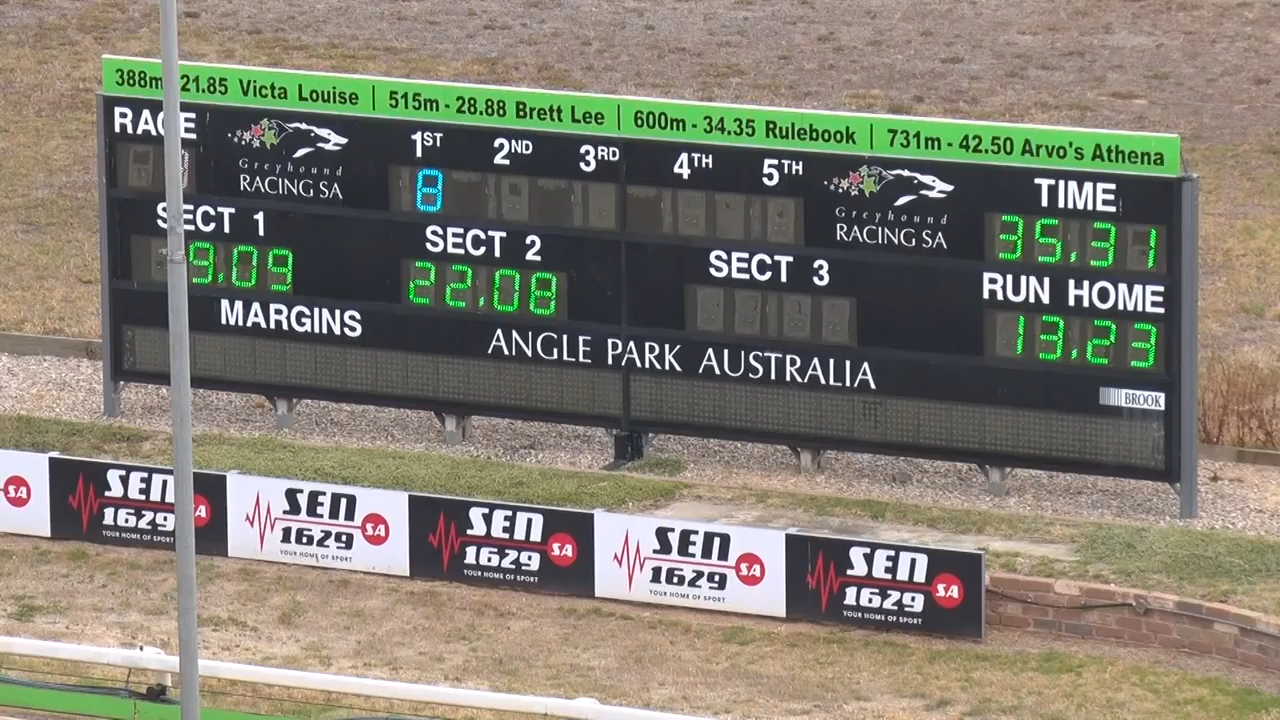 388m- 21.85 Victa Louise | 515m - 28.88 Brett Lee | 600m - 34.35 Rulebook | 731m - 42.50 Arvo's Athena
RACE
Greyhound
RACING SA
1ST 2ND 3RD 4TH 5TH
8
Greyhound
RACING SA
TIME
35.31
SECT 1
9.09
SECT 2
22.08
SECT 3
RUN HOME
13.23
MARGINS
ANGLE PARK AUSTRALIA
BROOK
SA
SEN
1629
SA
YOUR HOME OF SPORT
SEN
1629
SA
YOUR HOME OF SPORT
SEN
1629
SA
YOUR HOME OF SPORT
SEN
1629
SA
YOUR HOME OF SPORT
SEN
1629
SA
YOUR HOME OF SPORT